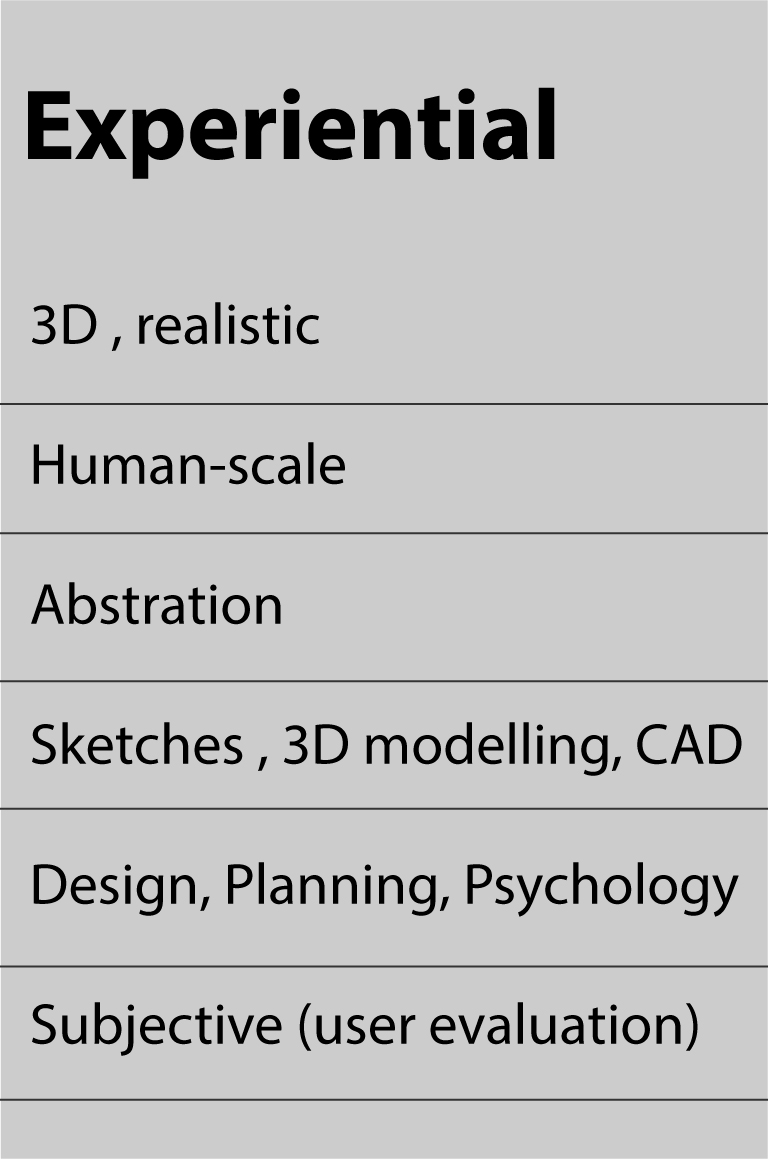 Experiential
3D , realistic
Human-scale
Abstration
Sketches , 3D modelling, CAD
Design, Planning, Psychology
Subjective (user evaluation)